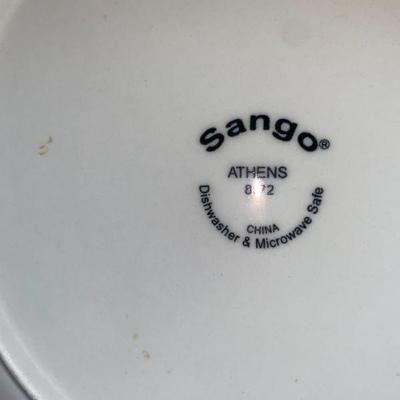 Sango®
ATHENS
CHINA
Dishwasher & Microwave Safe